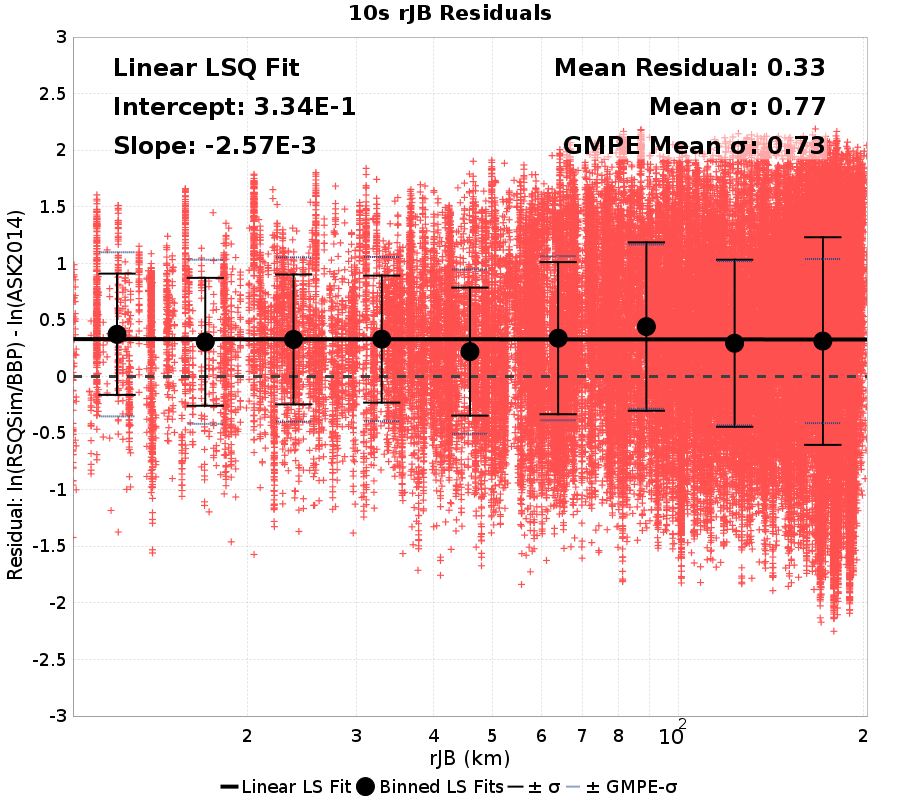 10s rJB Residuals
Linear LSQ Fit
Intercept: 3.34E-1
Slope: -2.57E-3
Mean Residual: 0.33
Mean σ: 0.77
GMPE Mean σ: 0.73
Residual: ln(RSQSim/BBP) - ln(ASK2014)
3
2.5
2
1.5
1
0.5
0
-0.5
-1
-1.5
-2
-2.5
-3
2 3 4 5 6 7 8 10² 2
rJB (km)
Linear LS Fit Binned LS Fits ± σ ± GMPE-σ